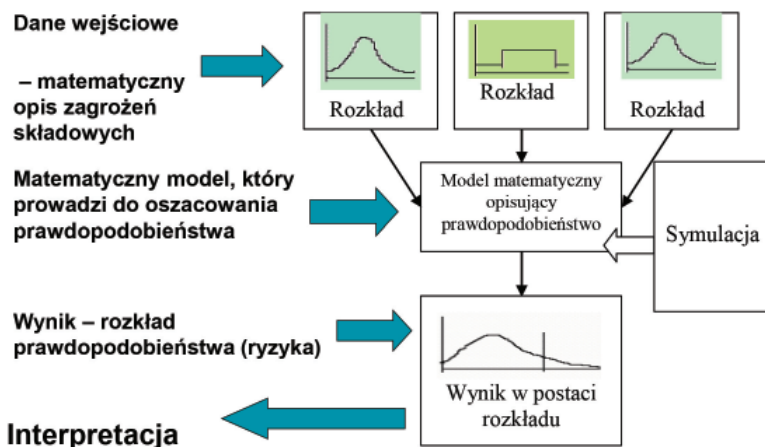 Dane wejściowe
– matematyczny
opis zagrożeń
składowych
Rozkład
Rozkład
Rozkład
Matematyczny model, który
prowadzi do oszacowania
prawdopodobieństwa
Model matematyczny
opisujący
prawdopodobieństwo
Symulacja
Wynik – rozkład
prawdopodobieństwa (ryzyka)
Wynik w postaci
rozkładu
Interpretacja